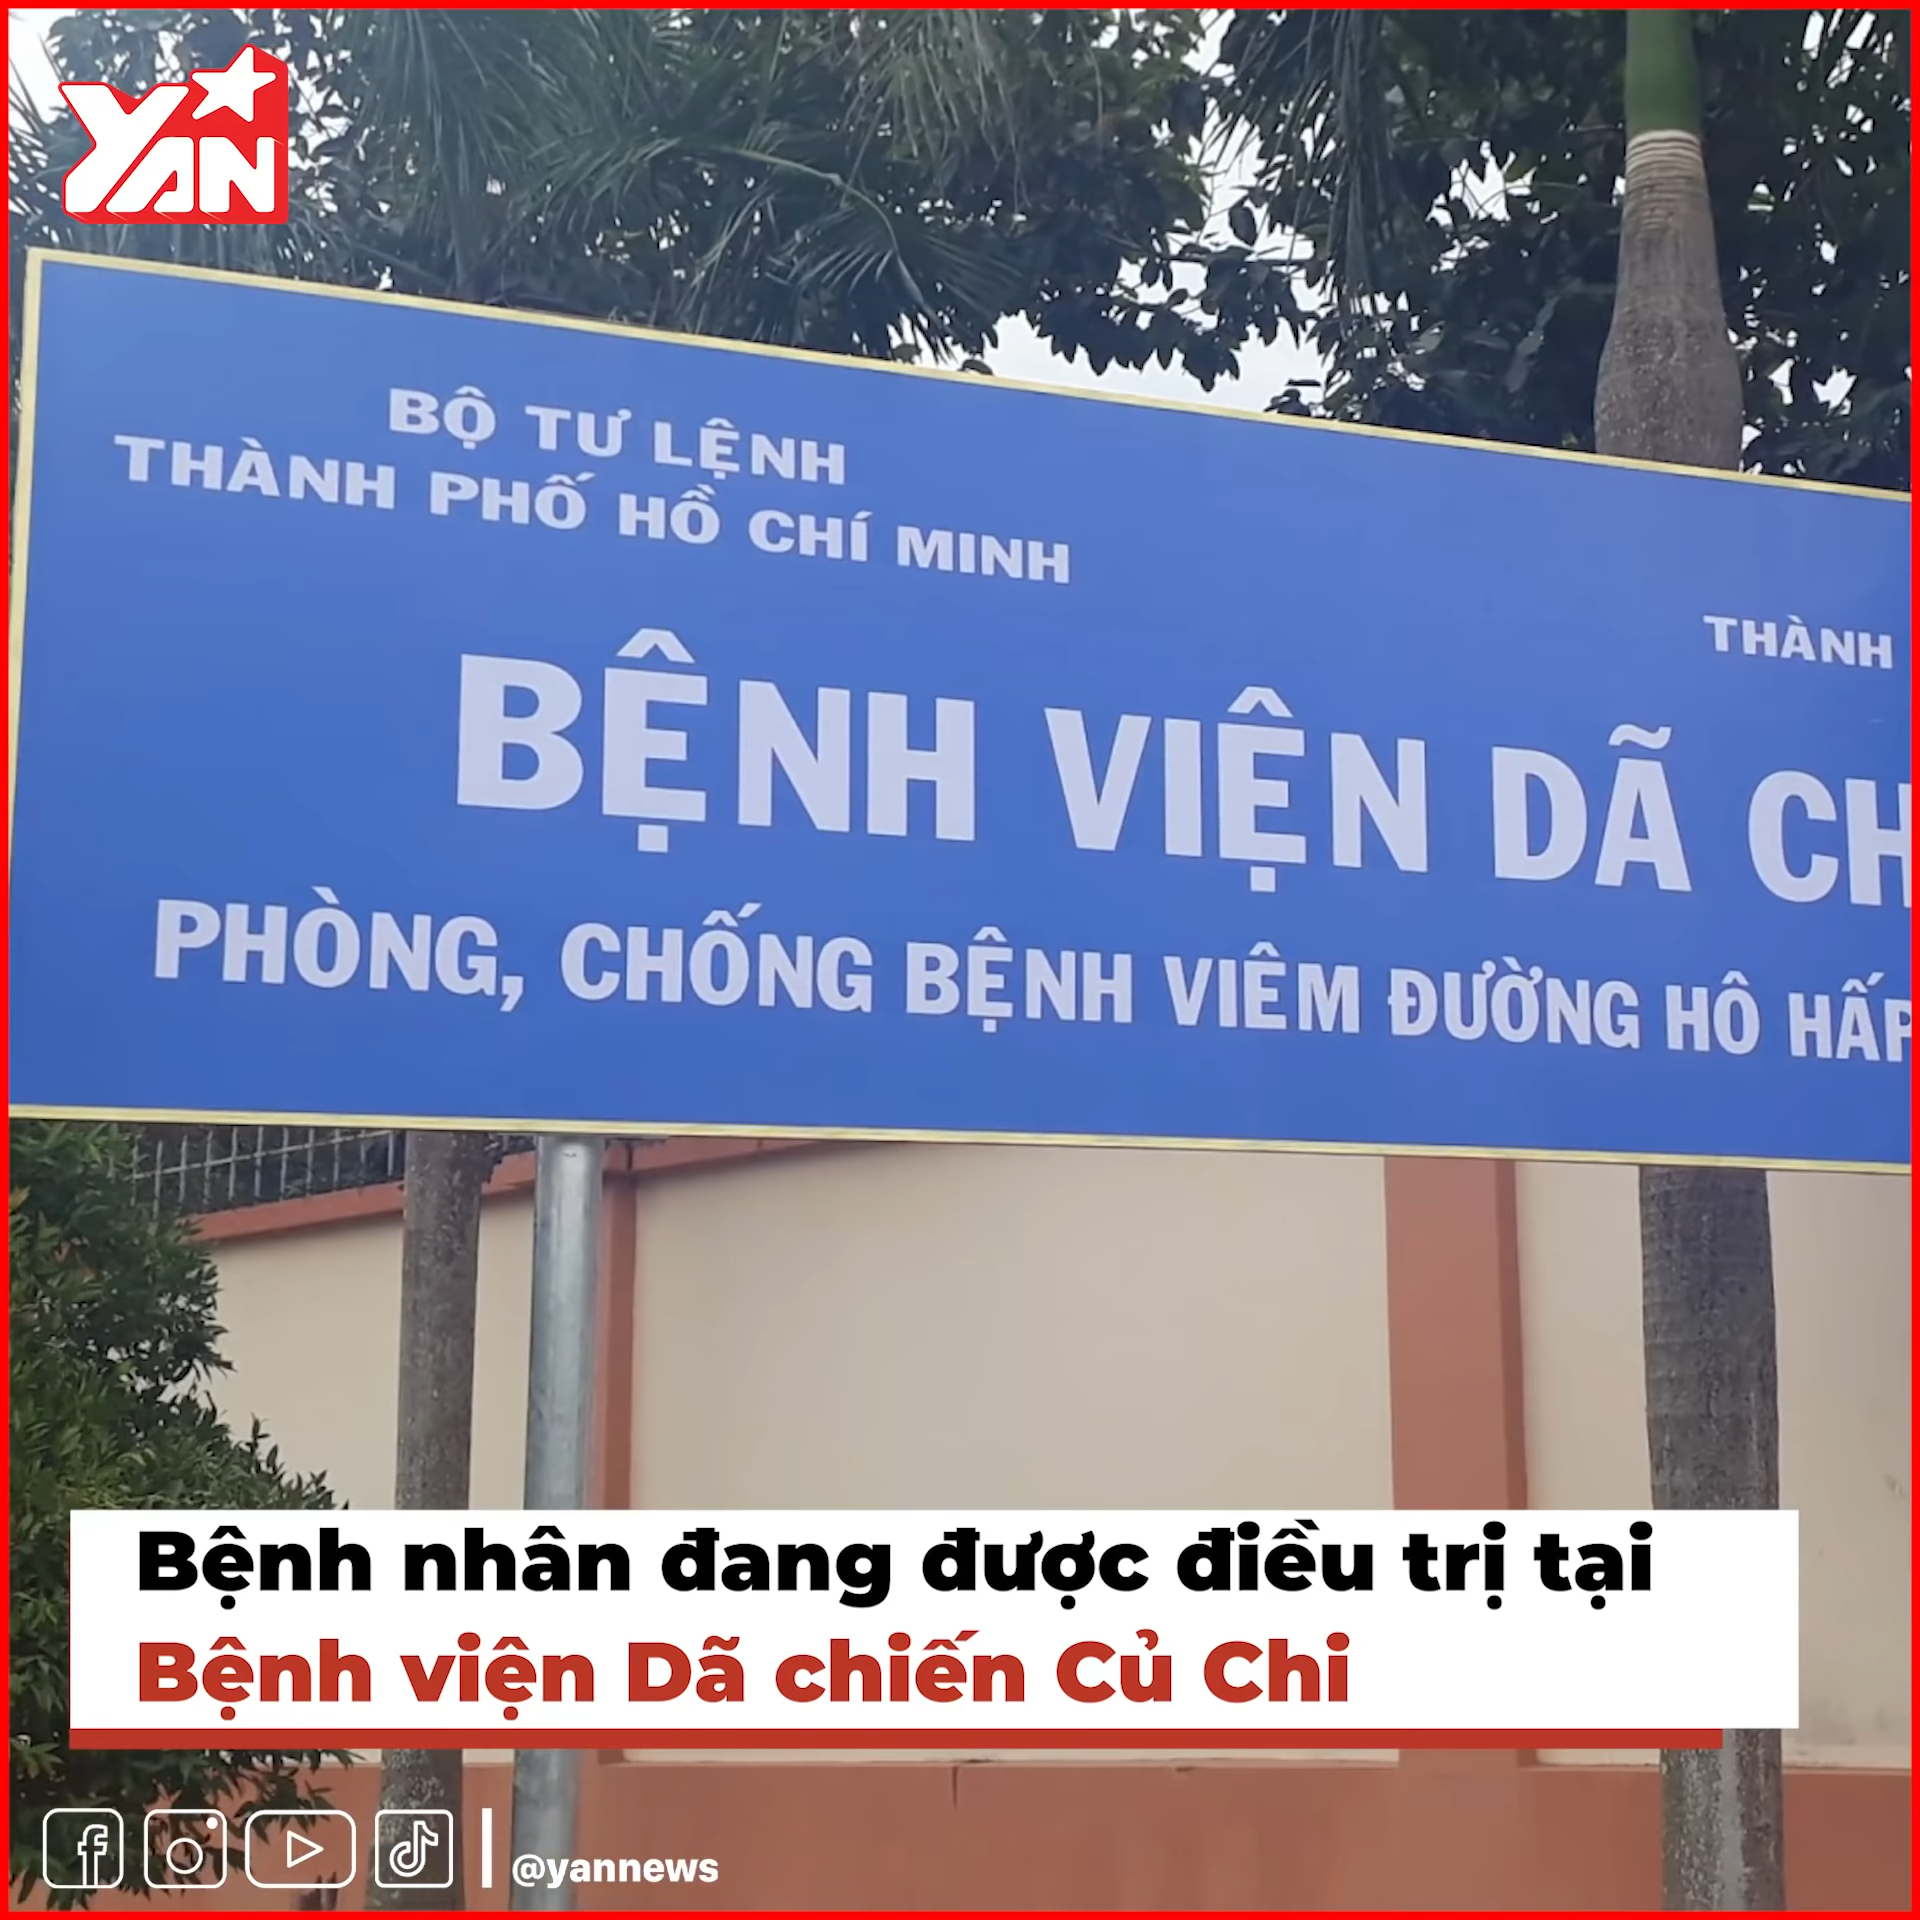 YAN
BỘ TƯ LỆNH
THÀNH PHỐ HỒ CHÍ MINH
THÀNH
BỆNH VIỆN DÃ CH
PHÒNG, CHỐNG BỆNH VIÊM ĐƯỜNG HÔ HẤP
Bệnh nhân đang được điều trị tại
Bệnh viện Dã chiến Củ Chi
@yannews